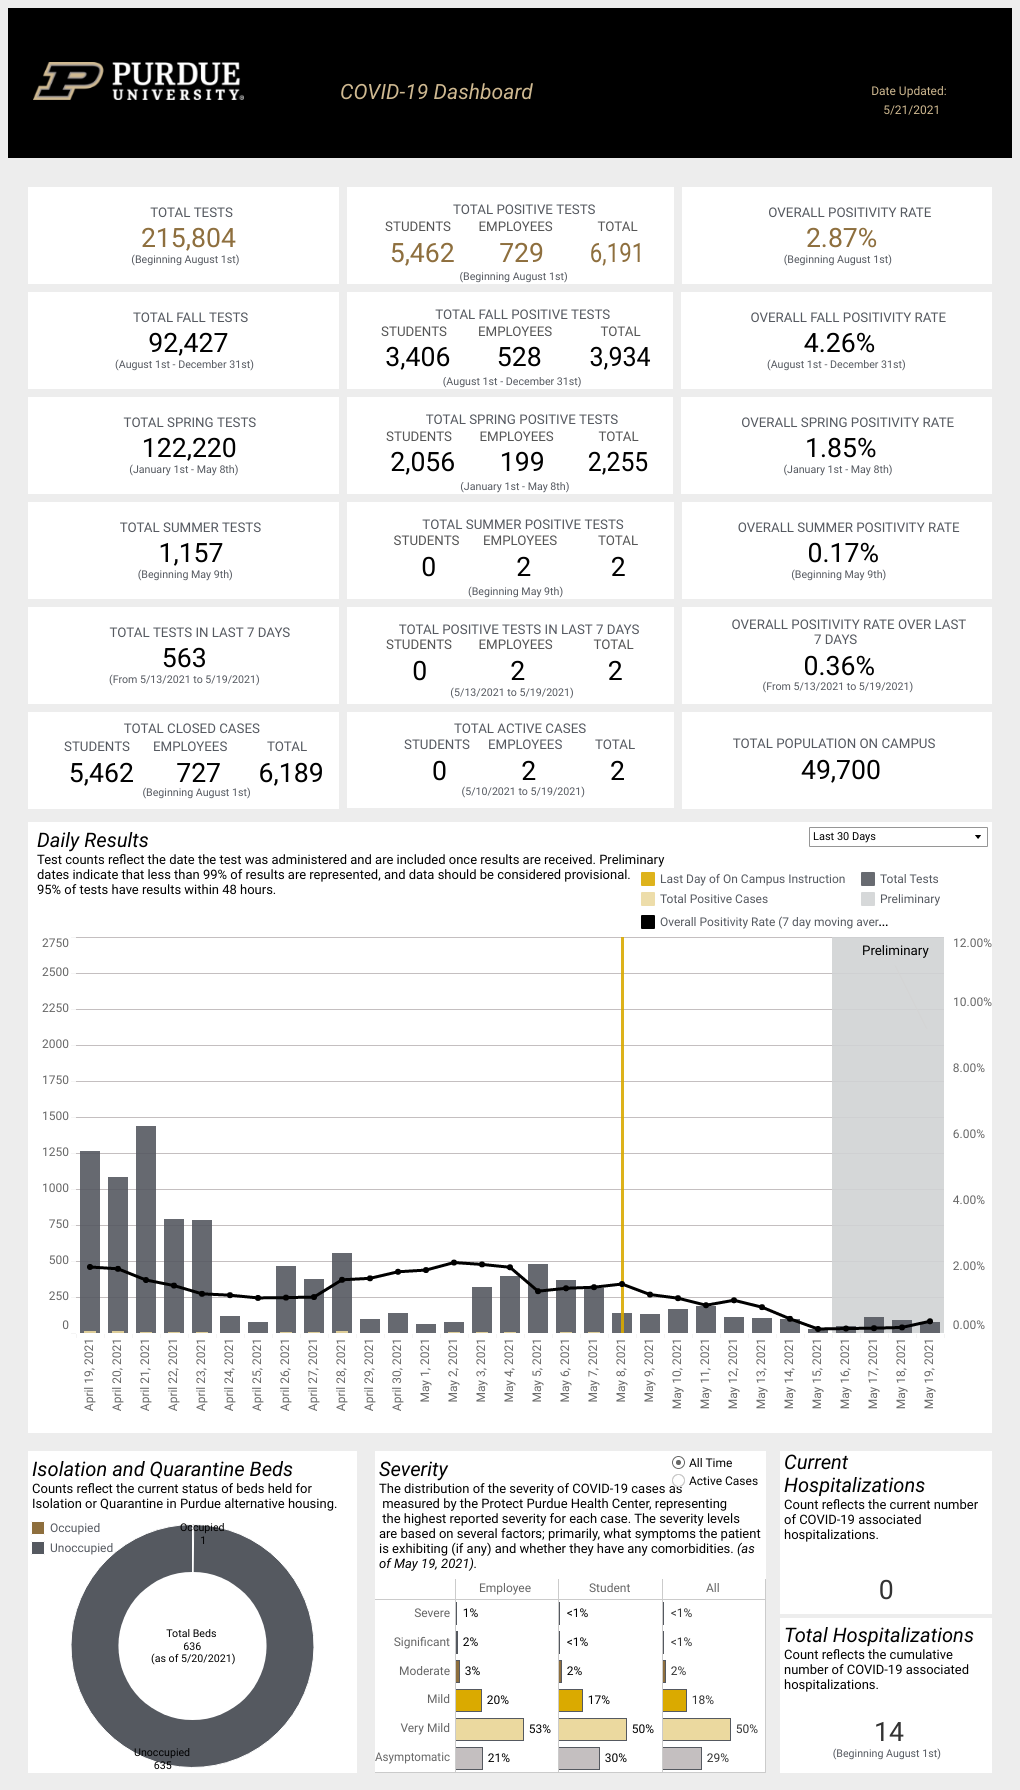 PURDUE
UNIVERSITY®
COVID-19 Dashboard
Date Updated:
5/21/2021
TOTAL TESTS
215,804
(Beginning August 1st)
TOTAL POSITIVE TESTS
STUDENTS EMPLOYEES TOTAL
5,462 729 6,191
(Beginning August 1st)
OVERALL POSITIVITY RATE
2.87%
(Beginning August 1st)
TOTAL FALL TESTS
92,427
(August 1st - December 31st)
TOTAL FALL POSITIVE TESTS
STUDENTS EMPLOYEES TOTAL
3,406 528 3,934
(August 1st - December 31st)
OVERALL FALL POSITIVITY RATE
4.26%
(August 1st - December 31st)
TOTAL SPRING TESTS
122,220
(January 1st - May 8th)
TOTAL SPRING POSITIVE TESTS
STUDENTS EMPLOYEES TOTAL
2,056 199 2,255
(January 1st - May 8th)
OVERALL SPRING POSITIVITY RATE
1.85%
(January 1st - May 8th)
TOTAL SUMMER TESTS
1,157
(Beginning May 9th)
TOTAL SUMMER POSITIVE TESTS
STUDENTS EMPLOYEES TOTAL
0 2 2
(Beginning May 9th)
OVERALL SUMMER POSITIVITY RATE
0.17%
(Beginning May 9th)
TOTAL TESTS IN LAST 7 DAYS
563
(From 5/13/2021 to 5/19/2021)
TOTAL POSITIVE TESTS IN LAST 7 DAYS
STUDENTS EMPLOYEES TOTAL
0 2 2
(5/13/2021 to 5/19/2021)
OVERALL POSITIVITY RATE OVER LAST
7 DAYS
0.36%
(From 5/13/2021 to 5/19/2021)
TOTAL CLOSED CASES
STUDENTS EMPLOYEES TOTAL
5,462 727 6,189
(Beginning August 1st)
TOTAL ACTIVE CASES
STUDENTS EMPLOYEES TOTAL
0 2 2
(5/10/2021 to 5/19/2021)
TOTAL POPULATION ON CAMPUS
49,700
Daily Results
Last 30 Days
Test counts reflect the date the test was administered and are included once results are received. Preliminary
dates indicate that less than 99% of results are represented, and data should be considered provisional.
95% of tests have results within 48 hours.
Last Day of On Campus Instruction
Total Tests
Total Positive Cases
Preliminary
Overall Positivity Rate (7 day moving aver...
Preliminary
2750
2500
2250
2000
1750
1500
1250
1000
750
500
250
0
12.00%
10.00%
8.00%
6.00%
4.00%
2.00%
0.00%
April 19, 2021
April 20, 2021
April 21, 2021
April 22, 2021
April 23, 2021
April 24, 2021
April 25, 2021
April 26, 2021
April 27, 2021
April 28, 2021
April 29, 2021
April 30, 2021
May 1, 2021
May 2, 2021
May 3, 2021
May 4, 2021
May 5, 2021
May 6, 2021
May 7, 2021
May 8, 2021
May 9, 2021
May 10, 2021
May 11, 2021
May 12, 2021
May 13, 2021
May 14, 2021
May 15, 2021
May 16, 2021
May 17, 2021
May 18, 2021
May 19, 2021
Isolation and Quarantine Beds
Counts reflect the current status of beds held for
Isolation or Quarantine in Purdue alternative housing.
Occupied
Unoccupied
Occupied
1
Total Beds
636
(as of 5/20/2021)
Unoccupied
635
Severity
All Time
Active Cases
The distribution of the severity of COVID-19 cases as
measured by the Protect Purdue Health Center, representing
the highest reported severity for each case. The severity levels
are based on several factors; primarily, what symptoms the patient
is exhibiting (if any) and whether they have any comorbidities. (as
of May 19, 2021).
Employee Student All
Severe 1% <1% <1%
Significant 2% <1% <1%
Moderate 3% 2% 2%
Mild 20% 17% 18%
Very Mild 53% 50% 50%
Asymptomatic 21% 30% 29%
Current
Hospitalizations
Count reflects the current number
of COVID-19 associated
hospitalizations.
0
Total Hospitalizations
Count reflects the cumulative
number of COVID-19 associated
hospitalizations.
14
(Beginning August 1st)